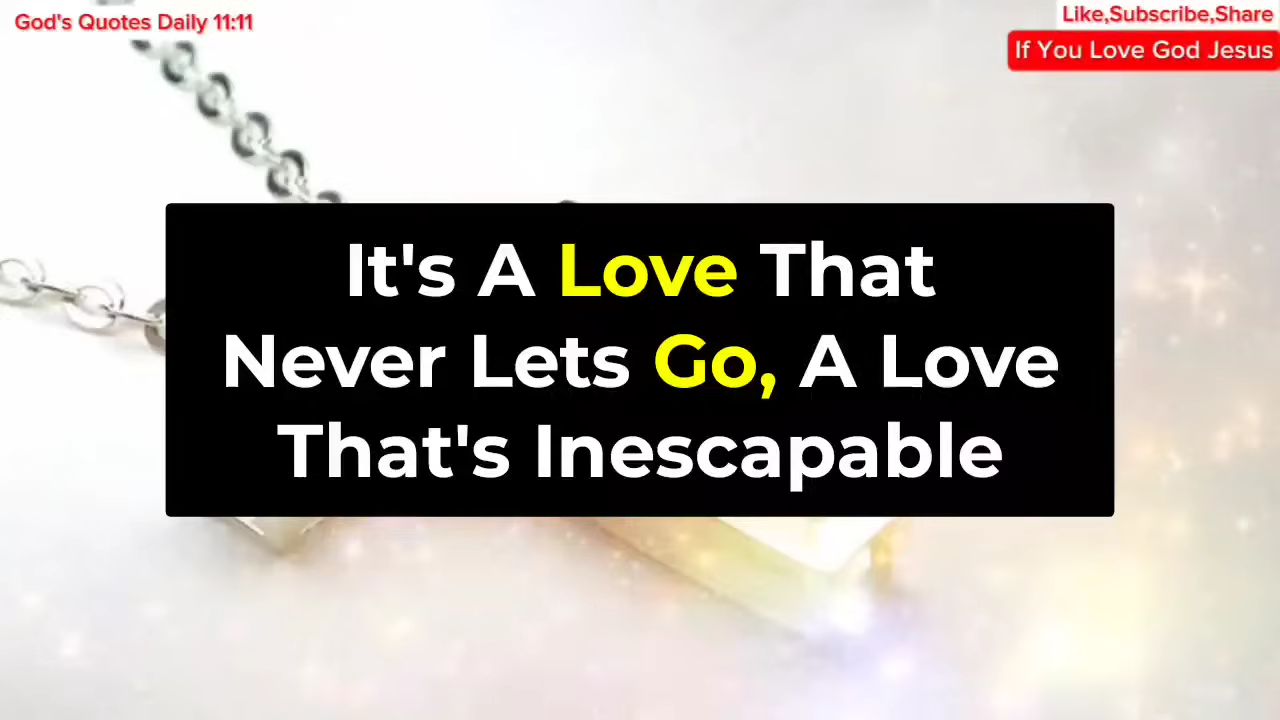 God's Quotes Daily 11:11
Like,Subscribe,Share
If You Love God Jesus
It's A Love That
Never Lets Go, A Love
That's Inescapable